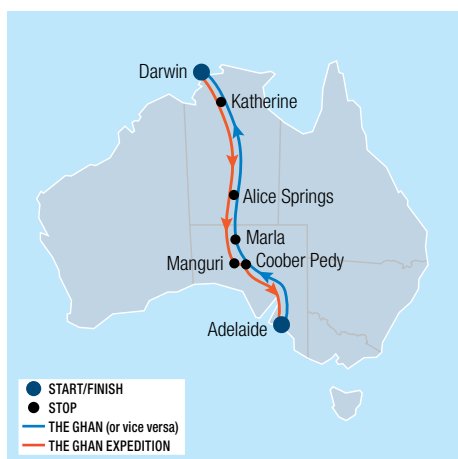 Darwin
Katherine
Alice Springs
Marla
Manguri
Coober Pedy
Adelaide
START/FINISH
STOP
THE GHAN (or vice versa)
THE GHAN EXPEDITION